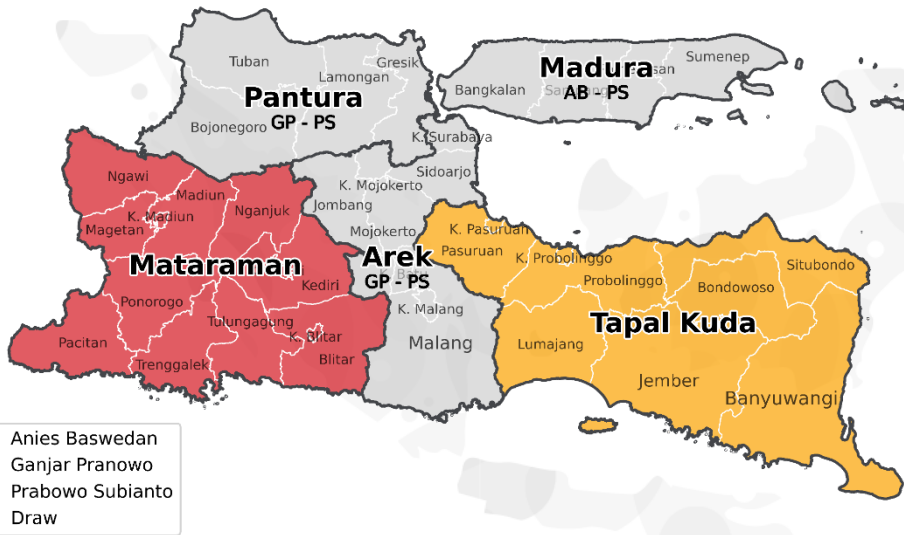 Tuban
Lamongan
Gresik
Pantura
GP - PS
Bojonegoro
Madura
AB - PS
Bangkalan
Sumenep
K. Surabaya
Sidoarjo
Ngawi
Madiun
K. Madiun
Magetan
Nganjuk
K. Mojokerto
Jombang
Mojokerto
Arek
GP - PS
K. Batu
K. Malang
Malang
Mataraman
Kediri
Ponorogo
Tulungagung
K. Blitar
Blitar
Pacitan
Trenggalek
K. Pasuruan
Pasuruan
K. Probolinggo
Probolinggo
Situbondo
Bondowoso
Tapal Kuda
Lumajang
Jember
Banyuwangi
Anies Baswedan
Ganjar Pranowo
Prabowo Subianto
Draw